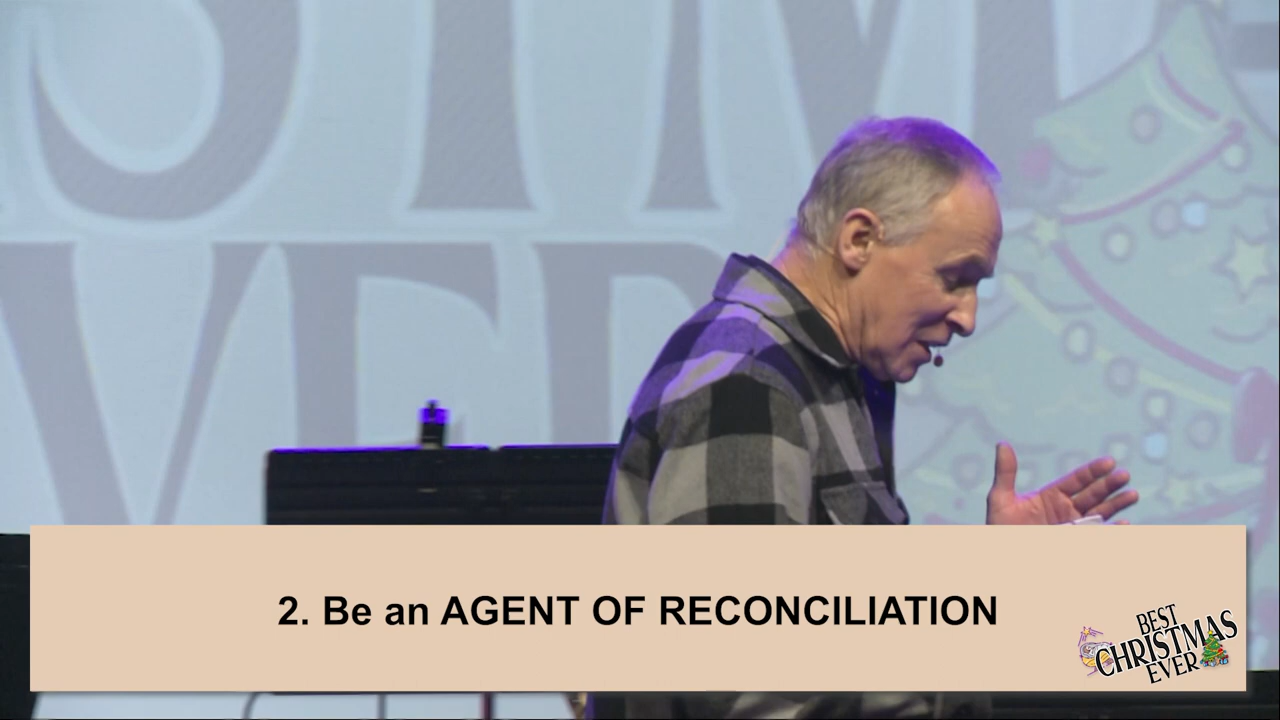 2. Be an AGENT OF RECONCILIATION
BEST
CHRISTMAS
EVER